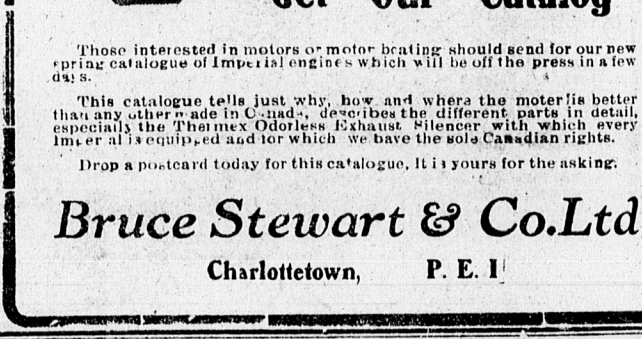 Get Our Catalog
Those interested in motors or motor boating should send for our new
spring catalogue of Imperial engines which will be off the press in a few
days.
This catalogue tells just why, how and where the moter is better
than any other made in Canada, describes the different parts in detail,
especially the Thermex Odorless Exhaust Silencer with which every
Imperial is equipped and for which we have the sole Canadian rights.
Drop a postcard today for this catalogue, It is yours for the asking.
Bruce Stewart & Co.Ltd
Charlottetown, P. E. I